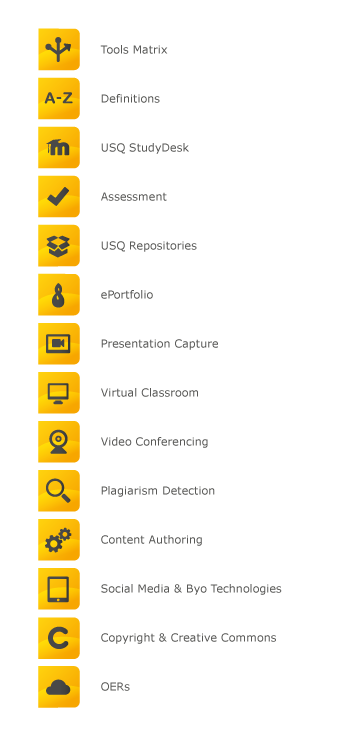 Tools Matrix
A-Z
Definitions
m
USQ StudyDesk
Assessment
USQ Repositories
ePortfolio
Presentation Capture
Virtual Classroom
Video Conferencing
Plagiarism Detection
Content Authoring
Social Media & Byo Technologies
C
Copyright & Creative Commons
OERs